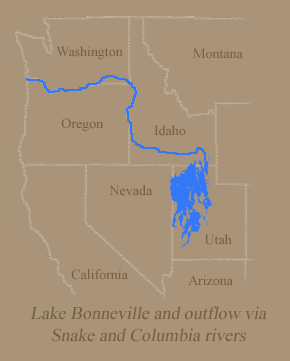 Washington
Montana
Oregon
Idaho
Nevada
Utah
California
Arizona
Lake Bonneville and outflow via
Snake and Columbia rivers